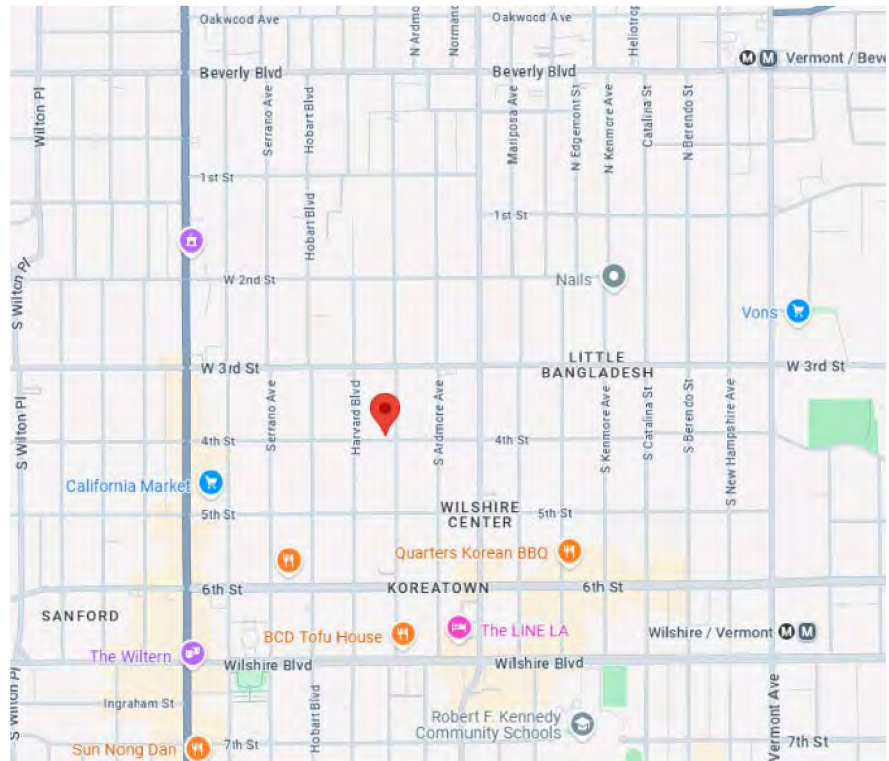 Oakwood Ave
Oakwood Ave
N Ardmo
Norman
Heliotrop
Vermont / Beve
Beverly Blvd
Beverly Blvd
Wilton Pl
Serrano Ave
Hobart Blvd
Mariposa Ave
N Edgemont St
N Kenmore Ave
Catalina St
N Berendo St
1st St
1st St
Hobart Blvd
S Wilton Pl
W 2nd St
Nails
Vons
LITTLE
BANGLADESH
W 3rd St
W 3rd St
S Wilton Pl
Serrano Ave
Harvard Blvd
S Ardmore Ave
S Kenmore Ave
S Catalina St
S Berendo St
S New Hampshire Ave
4th St
4th St
California Market
WILSHIRE
CENTER
5th St
5th St
Quarters Korean BBQ
KOREATOWN
6th St
6th St
SANFORD
BCD Tofu House
The LINE LA
Wilshire / Vermont
The Wiltern
Wilshire Blvd
Wilshire Blvd
S Wilton Pl
Ingraham St
Hobart Blvd
Robert F. Kennedy
Community Schools
Vermont Ave
Sun Nong Dan
7th St
7th St